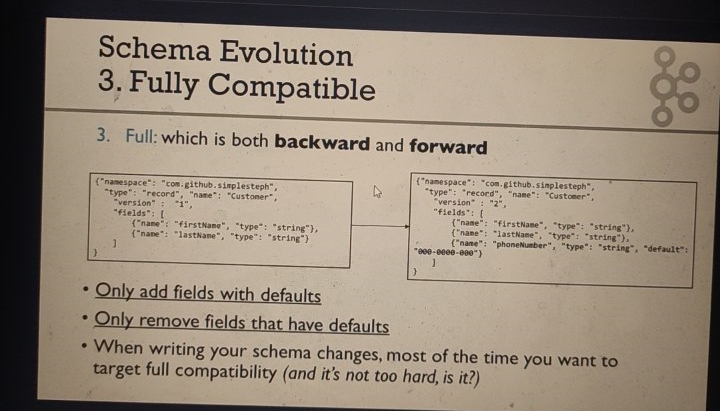 Schema Evolution
3. Fully Compatible
3. Full: which is both backward and forward
{"namespace": "com.github.simplesteph",
"type": "record", "name": "Customer",
"version" : "1",
"fields": [
{"name": "firstName", "type": "string"},
{"name": "lastName", "type": "string"}
]
}
{"namespace": "com.github.simplesteph",
"type": "record", "name": "Customer",
"version" : "2",
"fields": [
{"name": "firstName", "type": "string"},
{"name": "lastName", "type": "string"},
{"name": "phoneNumber", "type": "string", "default":
"000-0000-000"}
]
}
• Only add fields with defaults
• Only remove fields that have defaults
• When writing your schema changes, most of the time you want to
target full compatibility (and it's not too hard, is it?)